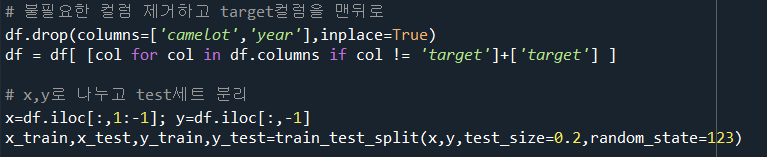 # 불필요한 컬럼 제거하고 target컬럼을 맨뒤로
df.drop(columns=['camelot','year'],inplace=True)
df = df[ [col for col in df.columns if col != 'target']+['target'] ]
# x,y로 나누고 test세트 분리
x=df.iloc[:,1:-1]; y=df.iloc[:,-1]
x_train,x_test,y_train,y_test=train_test_split(x,y,test_size=0.2,random_state=123)